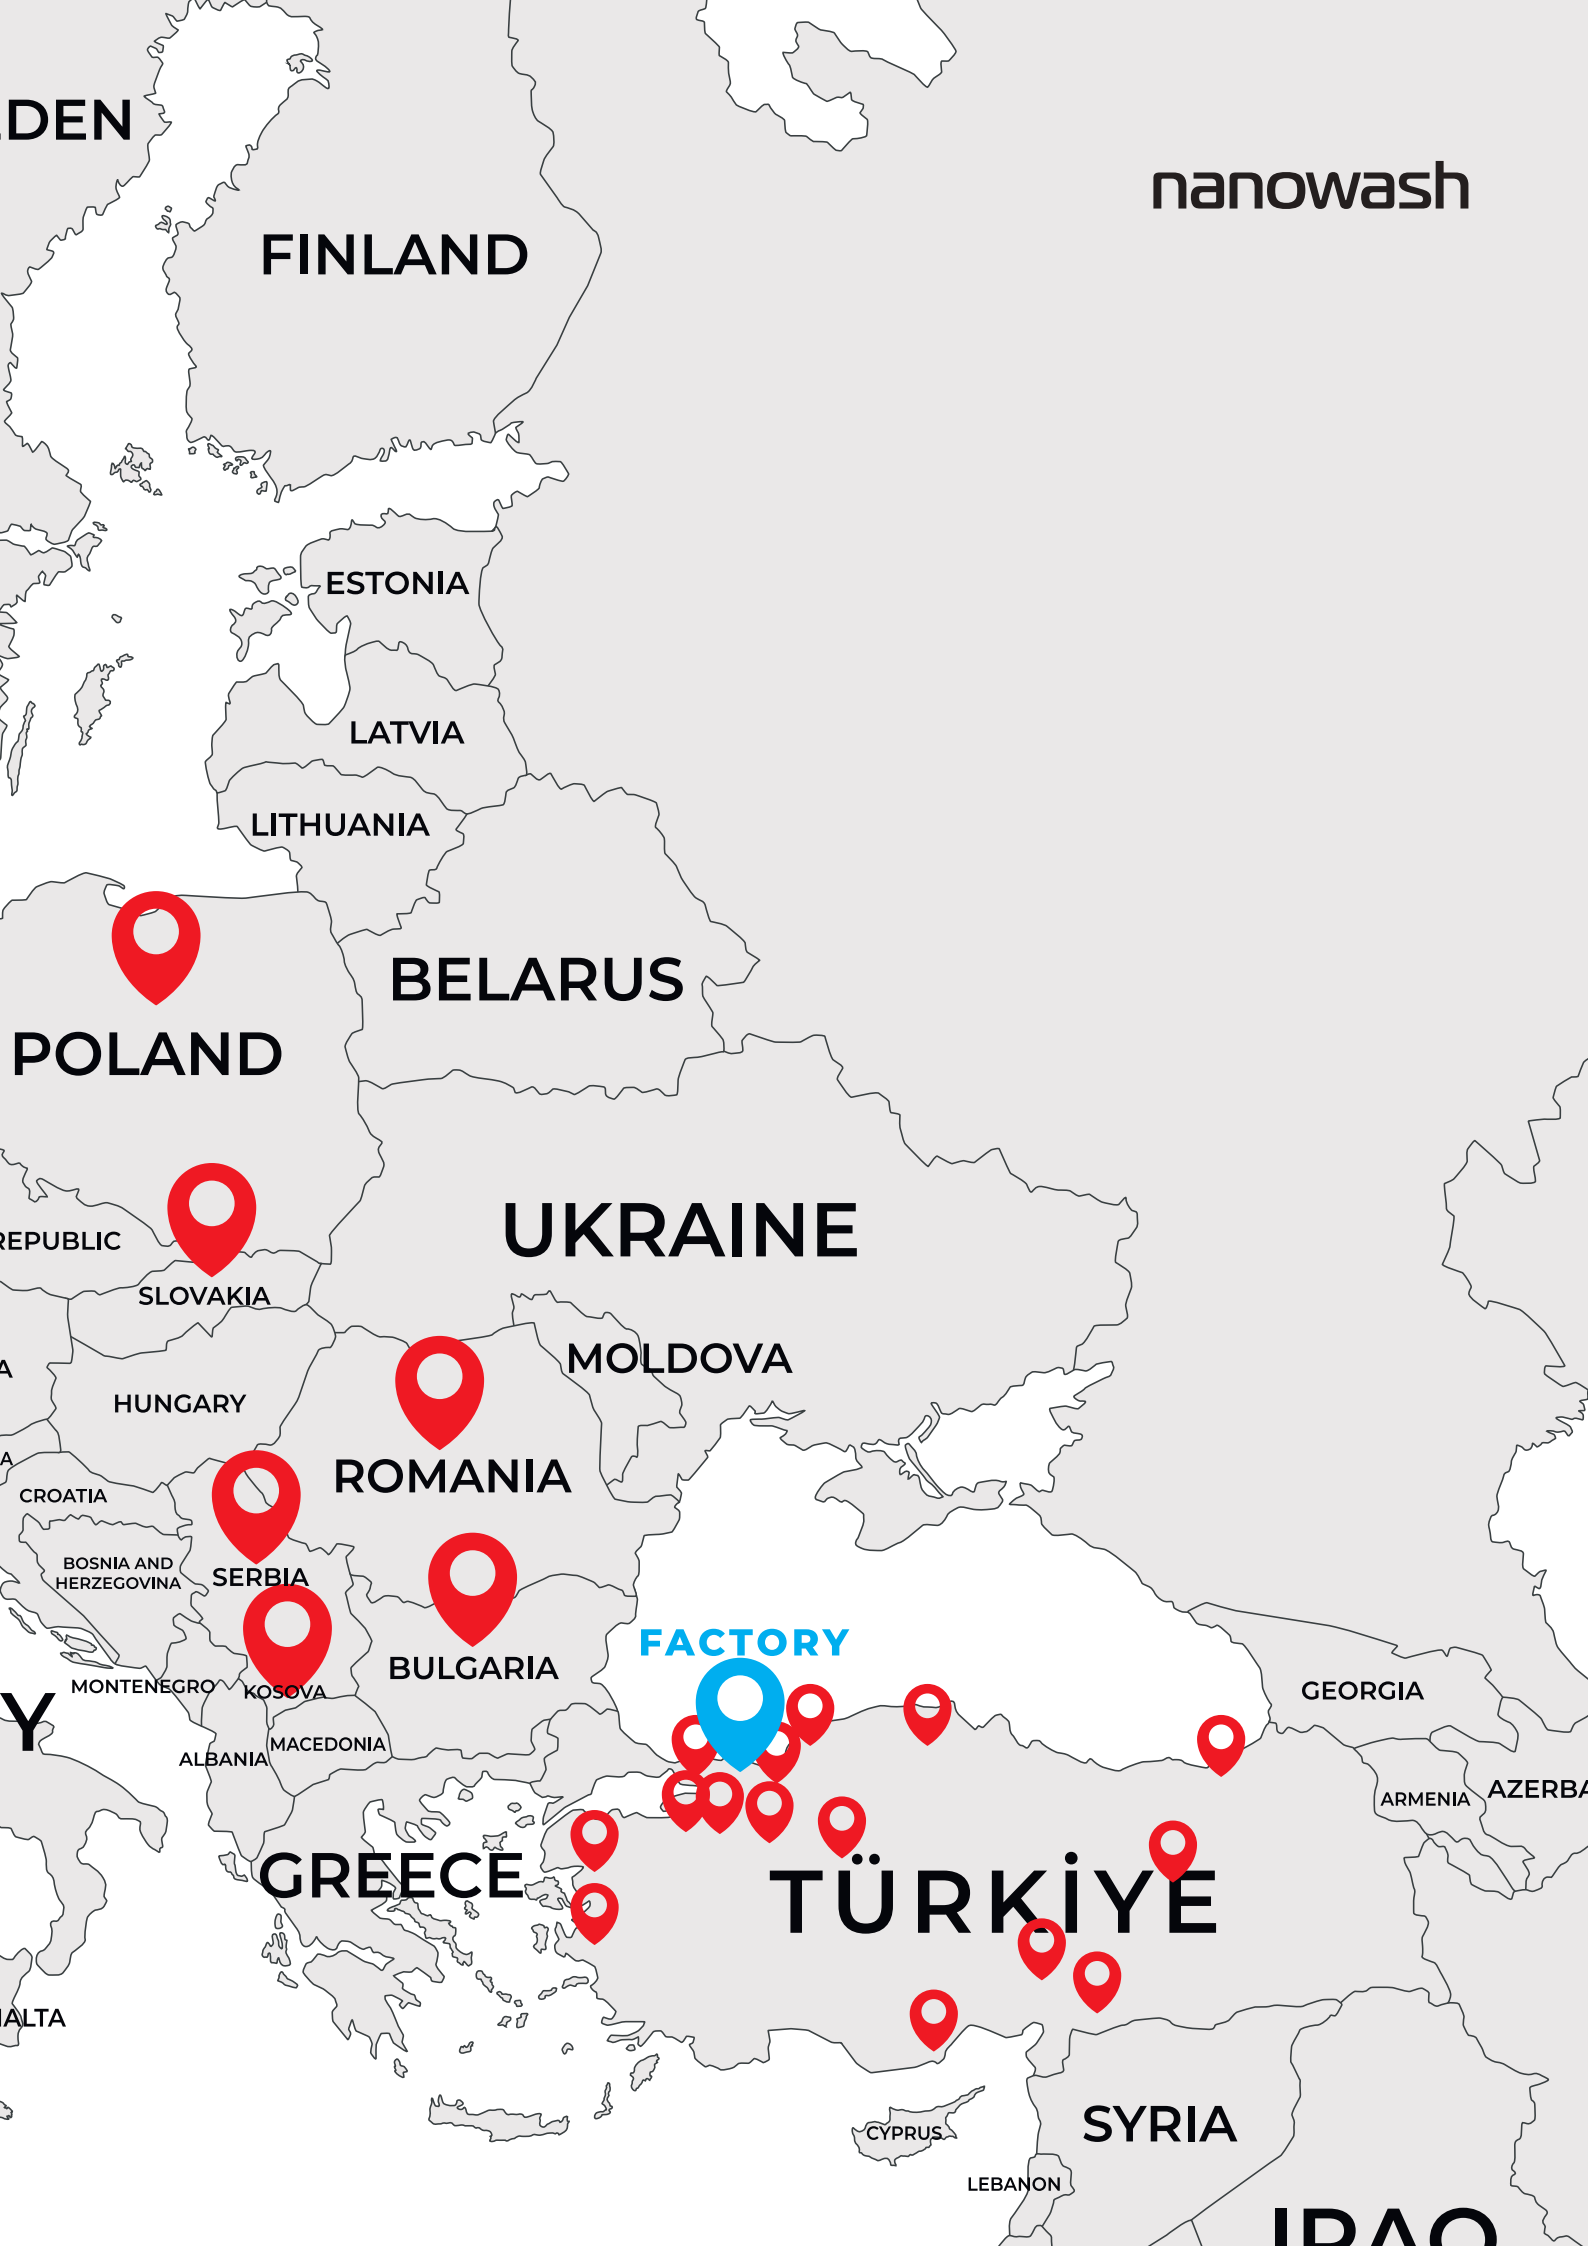 DEN
nanowash
FINLAND
ESTONIA
LATVIA
LITHUANIA
BELARUS
POLAND
UKRAINE
REPUBLIC
SLOVAKIA
MOLDOVA
A
HUNGARY
A
ROMANIA
CROATIA
BOSNIA AND
HERZEGOVINA
SERBIA
FACTORY
BULGARIA
MONTENEGRO
KOSOVA
GEORGIA
Y
MACEDONIA
ALBANIA
AZERBA
ARMENIA
GREECE
TÜRKİYE
ALTA
SYRIA
CYPRUS
LEBANON
IRAQ